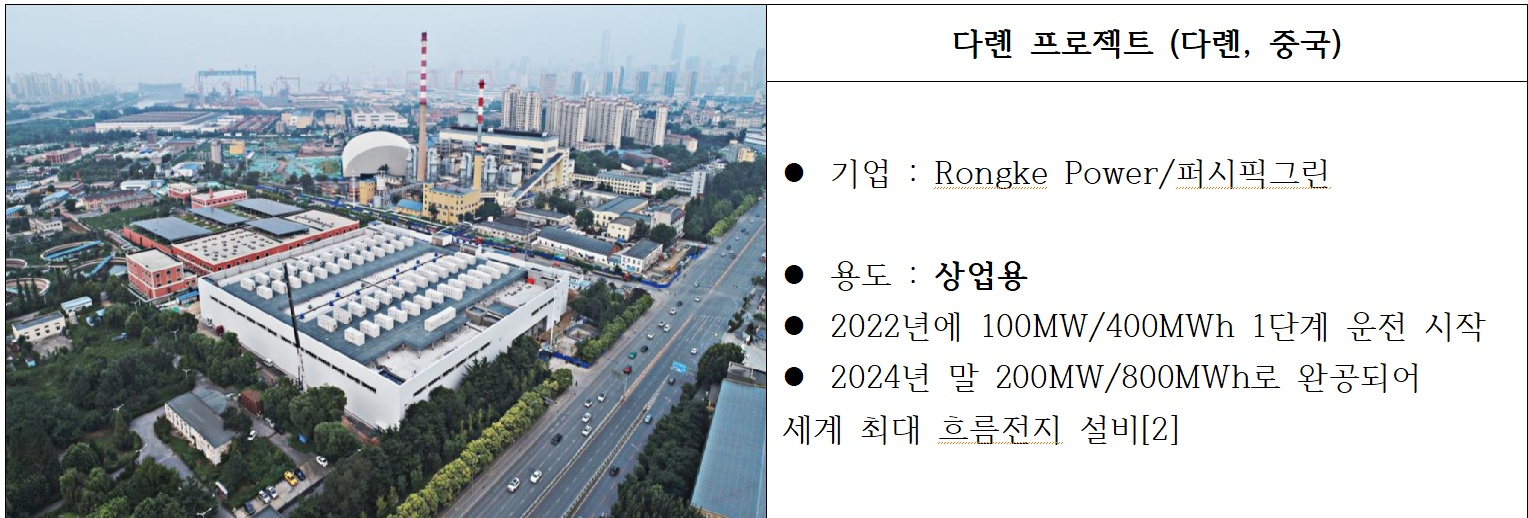 다롄 프로젝트 (다롄, 중국)
● 기업 : Rongke Power/퍼시픽그린
● 용도 : 상업용
● 2022년에 100MW/400MWh 1단계 운전 시작
● 2024년 말 200MW/800MWh로 완공되어
세계 최대 흐름전지 설비[2]